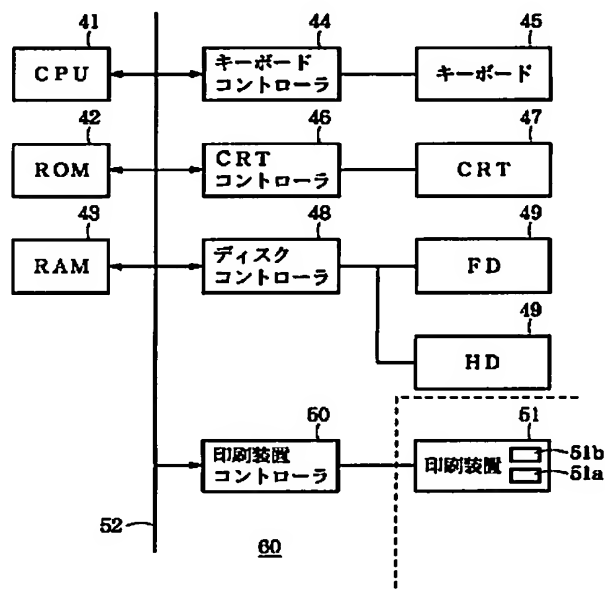 41
44
45
CPU
キーボード
コントローラ
キーボード
42
46
47
ROM
CRT
コントローラ
CRT
43
48
49
RAM
ディスク
コントローラ
FD
49
HD
50
51
印刷装置
コントローラ
印刷装置
51b
51a
52
60